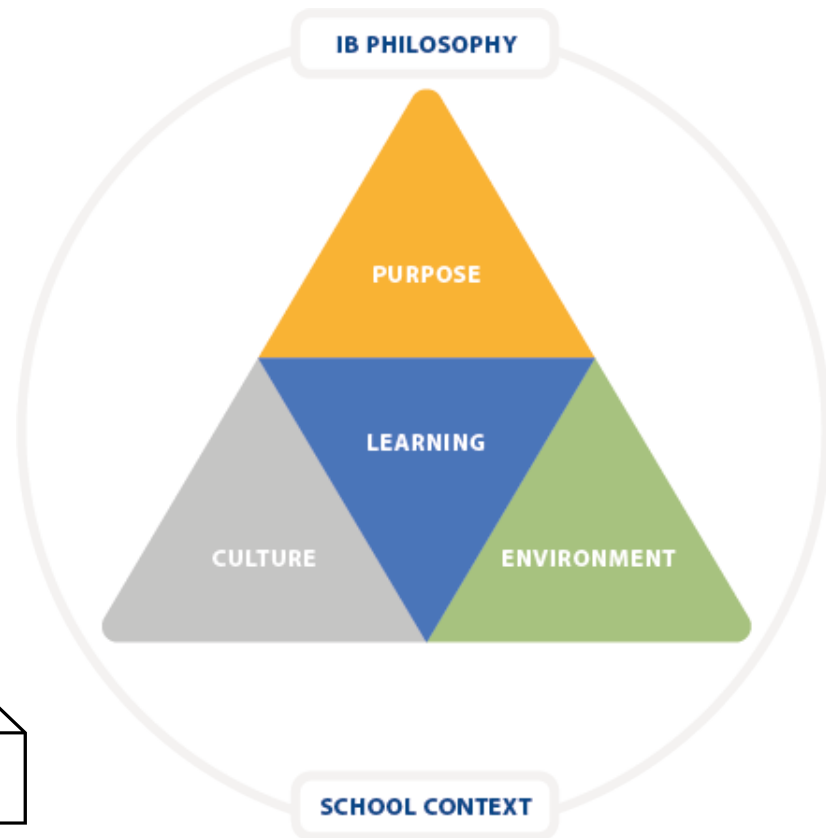 IB PHILOSOPHY
PURPOSE
LEARNING
CULTURE
ENVIRONMENT
SCHOOL CONTEXT